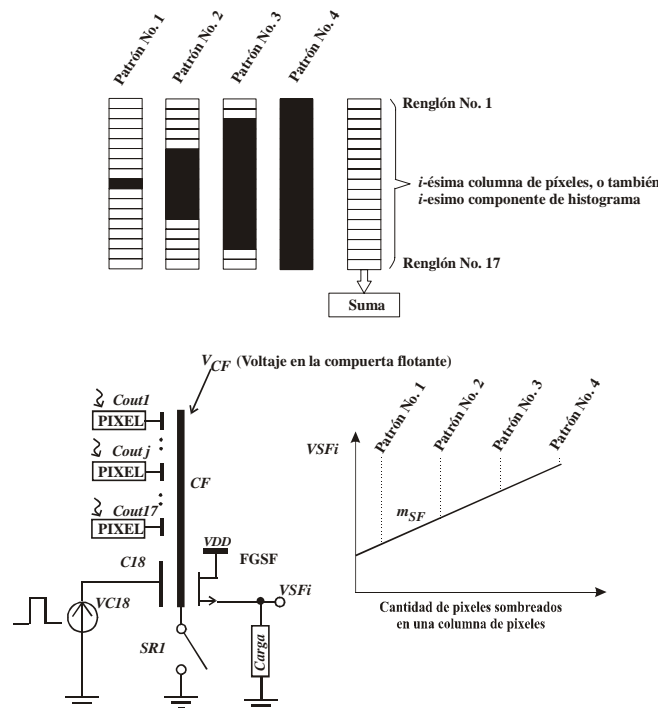 Patrón No. 1
Patrón No. 2
Patrón No. 3
Patrón No. 4
Renglón No. 1
i-ésima columna de píxeles, o también
i-esimo componente de histograma
Renglón No. 17
Suma
V_CF (Voltaje en la compuerta flotante)
Cout1
PIXEL
Cout j
PIXEL
CF
Cout17
PIXEL
C18
VDD
FGSF
VSFi
VC18
SR1
Carga
Patrón No. 1
Patrón No. 2
Patrón No. 3
Patrón No. 4
VSFi
m_SF
Cantidad de pixeles sombreados
en una columna de pixeles